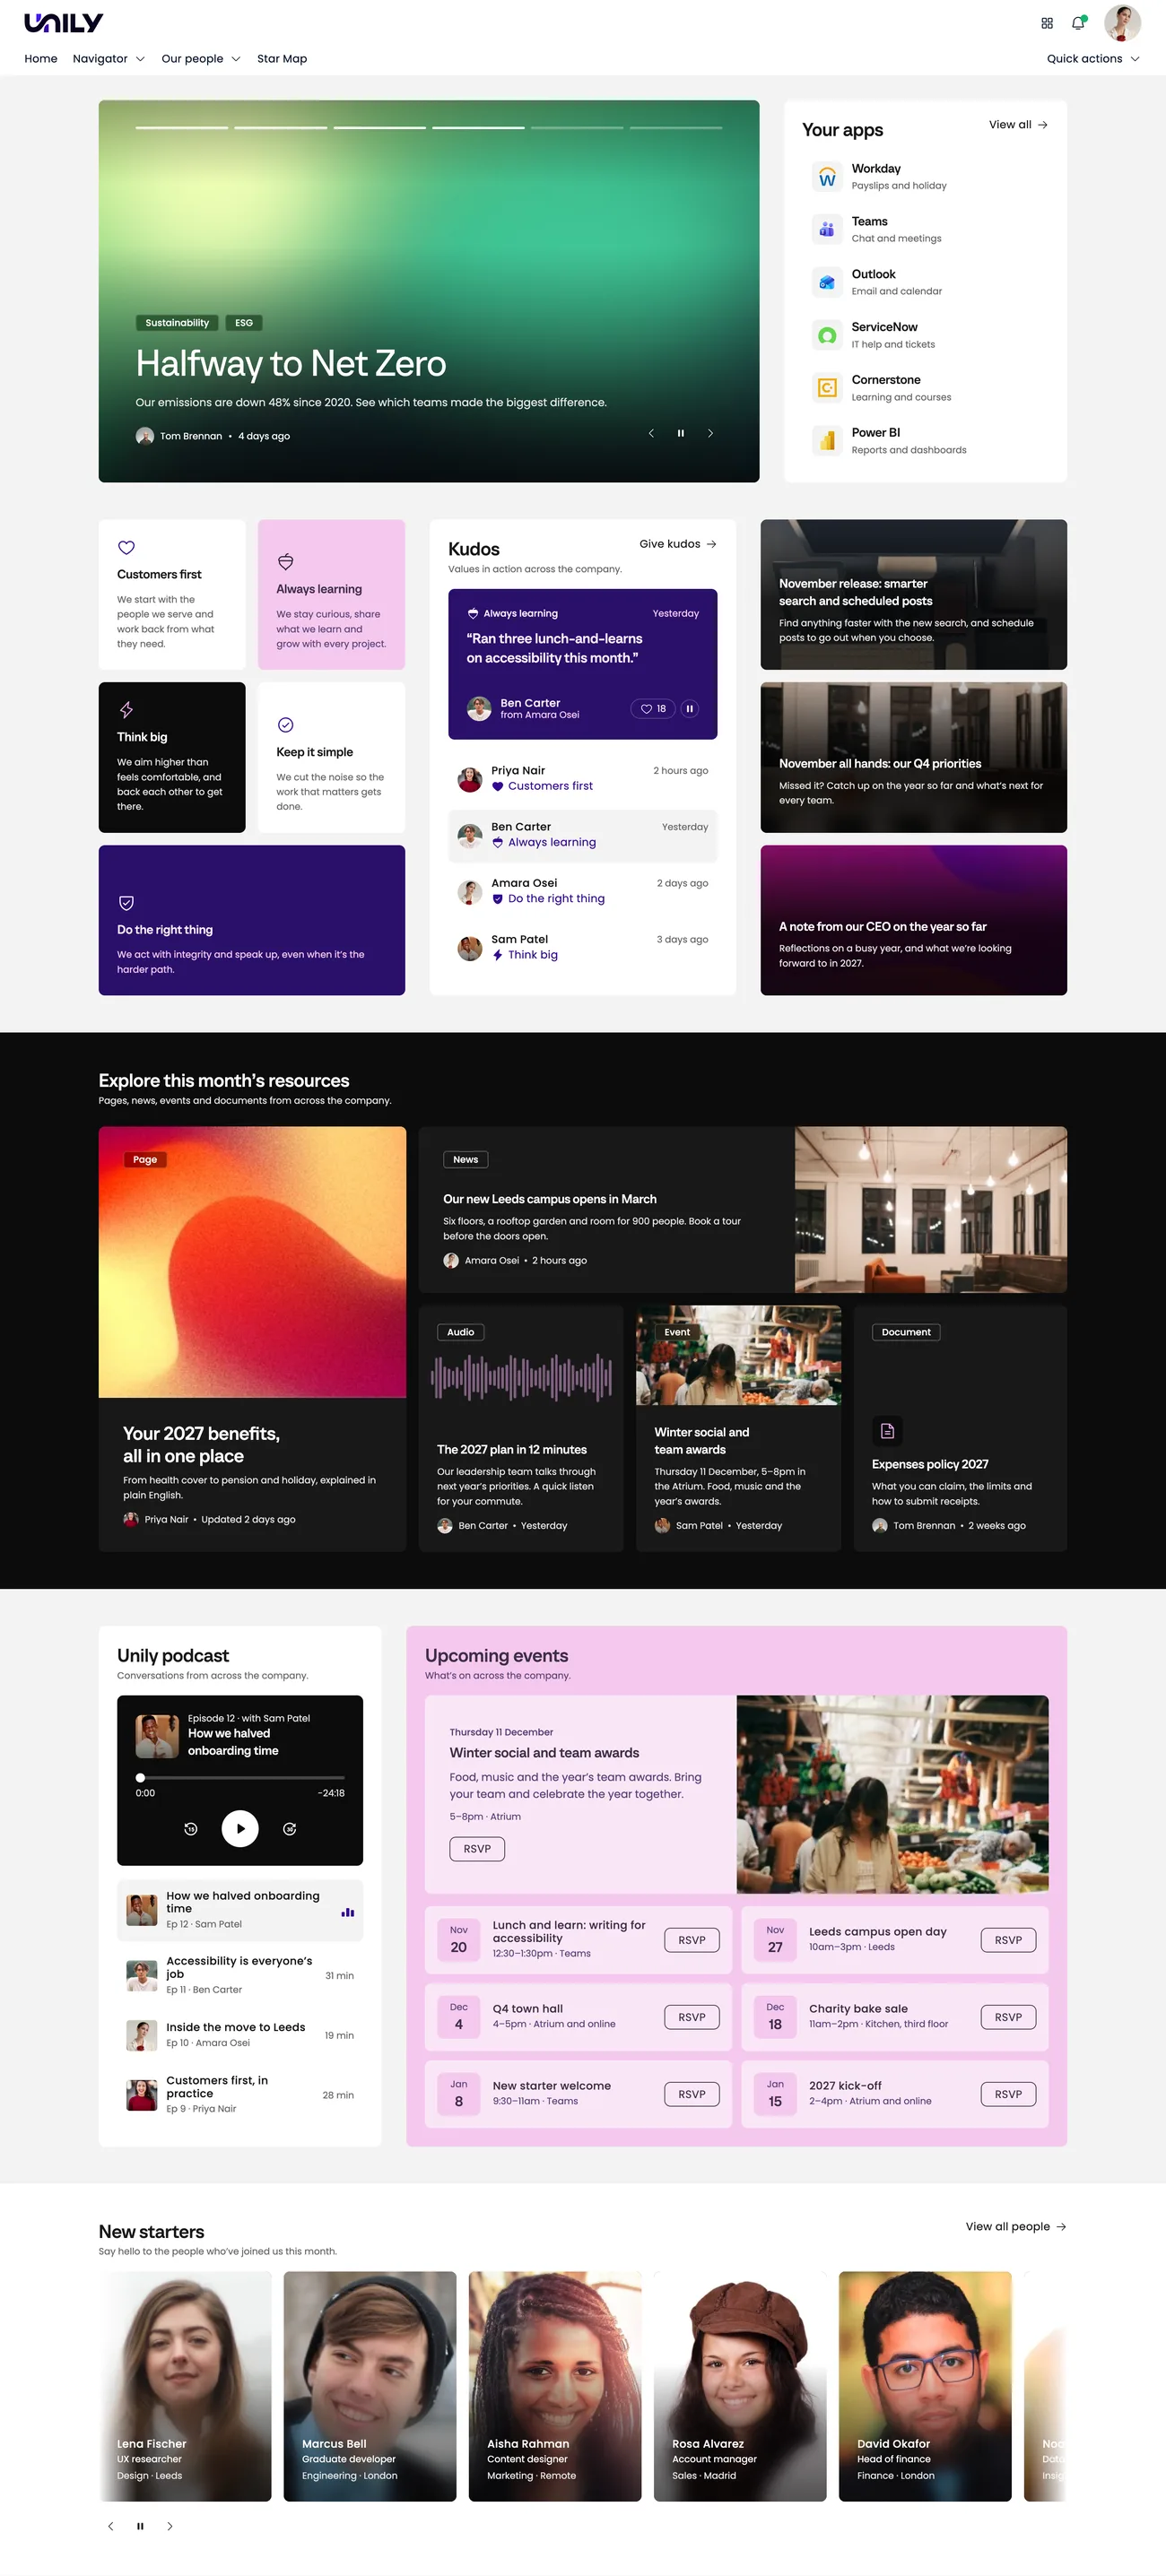 UNILY
Home
Navigator
Our people
Star Map
Quick actions
Sustainability
ESG
Halfway to Net Zero
Our emissions are down 48% since 2020. See which teams made the biggest difference.
Tom Brennan • 4 days ago
Your apps
View all
Workday
Payslips and holiday
Teams
Chat and meetings
Outlook
Email and calendar
ServiceNow
IT help and tickets
Cornerstone
Learning and courses
Power BI
Reports and dashboards
Customers first
We start with the
people we serve and
work back from what
they need.
Always learning
We stay curious, share
what we learn and
grow with every project.
Think big
We aim higher than
feels comfortable, and
back each other to get
there.
Keep it simple
We cut the noise so the
work that matters gets
done.
Do the right thing
We act with integrity and speak up, even when it's the
harder path.
Kudos
Give kudos
Values in action across the company.
Always learning
Yesterday
“Ran three lunch-and-learns
on accessibility this month.”
Ben Carter
from Amara Osei
18
Priya Nair
2 hours ago
Customers first
Ben Carter
Yesterday
Always learning
Amara Osei
2 days ago
Do the right thing
Sam Patel
3 days ago
Think big
November release: smarter
search and scheduled posts
Find anything faster with the new search, and schedule
posts to go out when you choose.
November all hands: our Q4 priorities
Missed it? Catch up on the year so far and what's next for
every team.
A note from our CEO on the year so far
Reflections on a busy year, and what we're looking
forward to in 2027.
Explore this month's resources
Pages, news, events and documents from across the company.
Page
Your 2027 benefits,
all in one place
From health cover to pension and holiday, explained in
plain English.
Priya Nair • Updated 2 days ago
News
Our new Leeds campus opens in March
Six floors, a rooftop garden and room for 900 people. Book a tour
before the doors open.
Amara Osei • 2 hours ago
Audio
The 2027 plan in 12 minutes
Our leadership team talks through
next year's priorities. A quick listen
for your commute.
Ben Carter • Yesterday
Event
Winter social and
team awards
Thursday 11 December, 5–8pm in
the Atrium. Food, music and the
year's awards.
Sam Patel • Yesterday
Document
Expenses policy 2027
What you can claim, the limits and
how to submit receipts.
Tom Brennan • 2 weeks ago
Unily podcast
Conversations from across the company.
Episode 12 · with Sam Patel
How we halved
onboarding time
0:00
-24:18
15
30
How we halved onboarding
time
Ep 12 · Sam Patel
Accessibility is everyone's
job
Ep 11 · Ben Carter
31 min
Inside the move to Leeds
Ep 10 · Amara Osei
19 min
Customers first, in
practice
Ep 9 · Priya Nair
28 min
Upcoming events
What's on across the company.
Thursday 11 December
Winter social and team awards
Food, music and the year's team awards. Bring
your team and celebrate the year together.
5–8pm · Atrium
RSVP
Nov
20
Lunch and learn: writing for
accessibility
12:30–1:30pm · Teams
RSVP
Nov
27
Leeds campus open day
10am–3pm · Leeds
RSVP
Dec
4
Q4 town hall
4–5pm · Atrium and online
RSVP
Dec
18
Charity bake sale
11am–2pm · Kitchen, third floor
RSVP
Jan
8
New starter welcome
9:30–11am · Teams
RSVP
Jan
15
2027 kick-off
2–4pm · Atrium and online
RSVP
New starters
View all people
Say hello to the people who've joined us this month.
Lena Fischer
UX researcher
Design · Leeds
Marcus Bell
Graduate developer
Engineering · London
Aisha Rahman
Content designer
Marketing · Remote
Rosa Alvarez
Account manager
Sales · Madrid
David Okafor
Head of finance
Finance · London